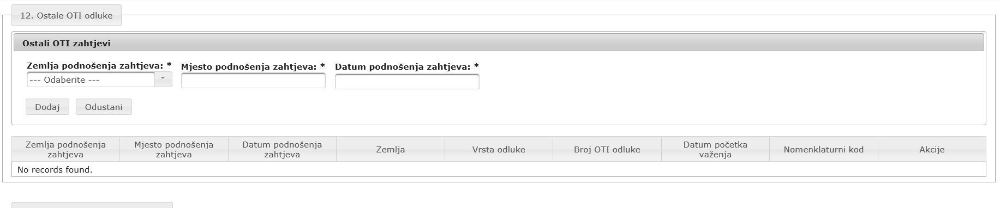 12. Ostale OTI odluke
Ostali OTI zahtjevi
Zemlja podnošenja zahtjeva: *
Mjesto podnošenja zahtjeva: *
Datum podnošenja zahtjeva: *
--- Odaberite ---
Dodaj
Odustani
Zemlja podnošenja
zahtjeva
Mjesto podnošenja
zahtjeva
Datum podnošenja
zahtjeva
Zemlja
Vrsta odluke
Broj OTI odluke
Datum početka
važenja
Nomenklaturni kod
Akcije
No records found.